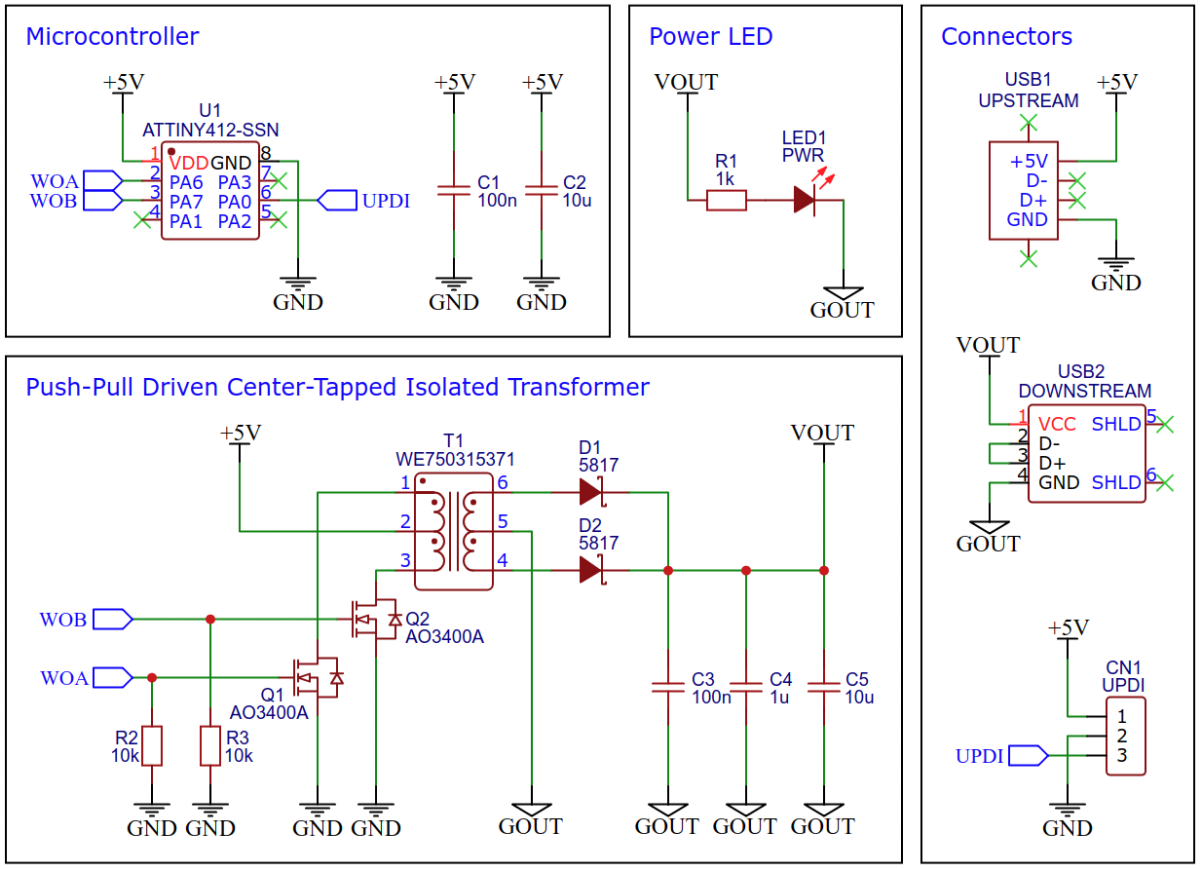 Microcontroller
+5V
+5V
+5V
U1
ATTINY412-SSN
1
VDD
GND
8
WOA
2
PA6
PA3
7
WOB
3
PA7
PA0
6
UPDI
4
PA1
PA2
5
C1
100n
C2
10u
GND
GND
GND
Power LED
VOUT
LED1
PWR
R1
1k
GOUT
Connectors
USB1
UPSTREAM
+5V
+5V
D-
D+
GND
GND
VOUT
USB2
DOWNSTREAM
1
VCC
SHLD
5
2
D-
3
D+
4
GND
SHLD
6
GOUT
+5V
CN1
UPDI
1
2
UPDI
3
GND
Push-Pull Driven Center-Tapped Isolated Transformer
+5V
T1
WE750315371
1
6
2
5
3
4
D1
5817
D2
5817
VOUT
WOB
Q2
AO3400A
WOA
Q1
AO3400A
R2
10k
R3
10k
C3
100n
C4
1u
C5
10u
GND
GND
GND
GND
GOUT
GOUT
GOUT
GOUT